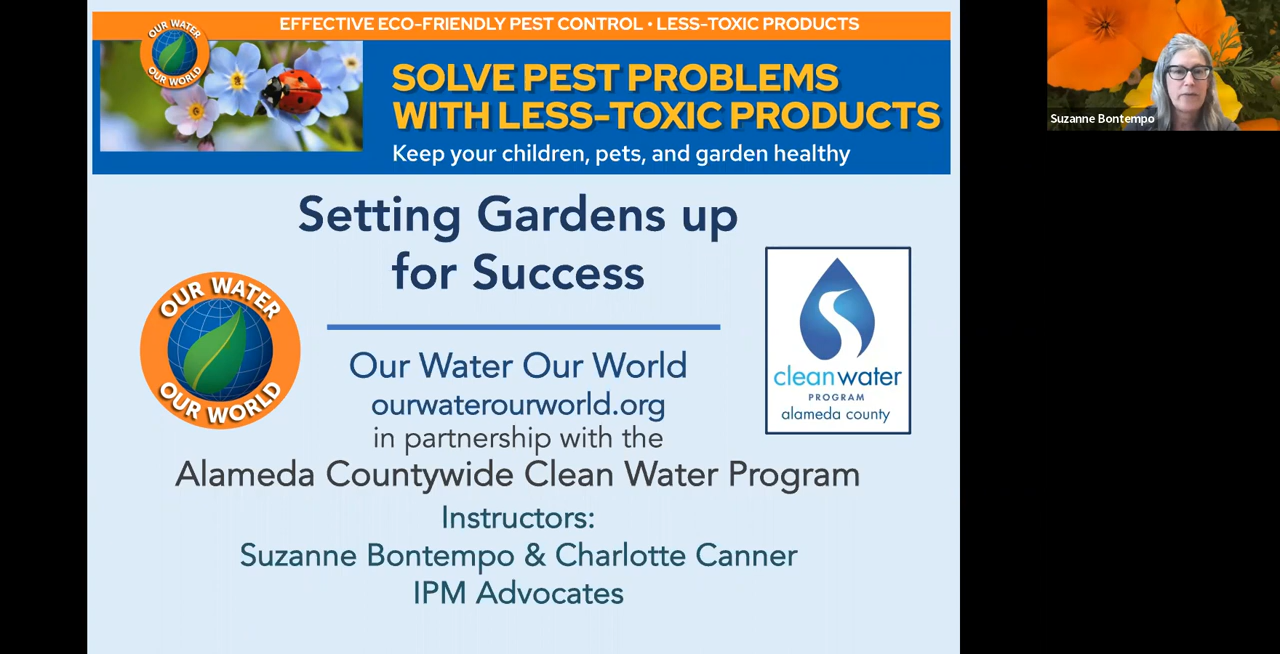 EFFECTIVE ECO-FRIENDLY PEST CONTROL • LESS-TOXIC PRODUCTS
OUR WATER
OUR WORLD
SOLVE PEST PROBLEMS
WITH LESS-TOXIC PRODUCTS
Keep your children, pets, and garden healthy
Suzanne Bontempo
Setting Gardens up
for Success
OUR WATER
OUR WORLD
clean water
PROGRAM
alameda county
Our Water Our World
ourwaterourworld.org
in partnership with the
Alameda Countywide Clean Water Program
Instructors:
Suzanne Bontempo & Charlotte Canner
IPM Advocates